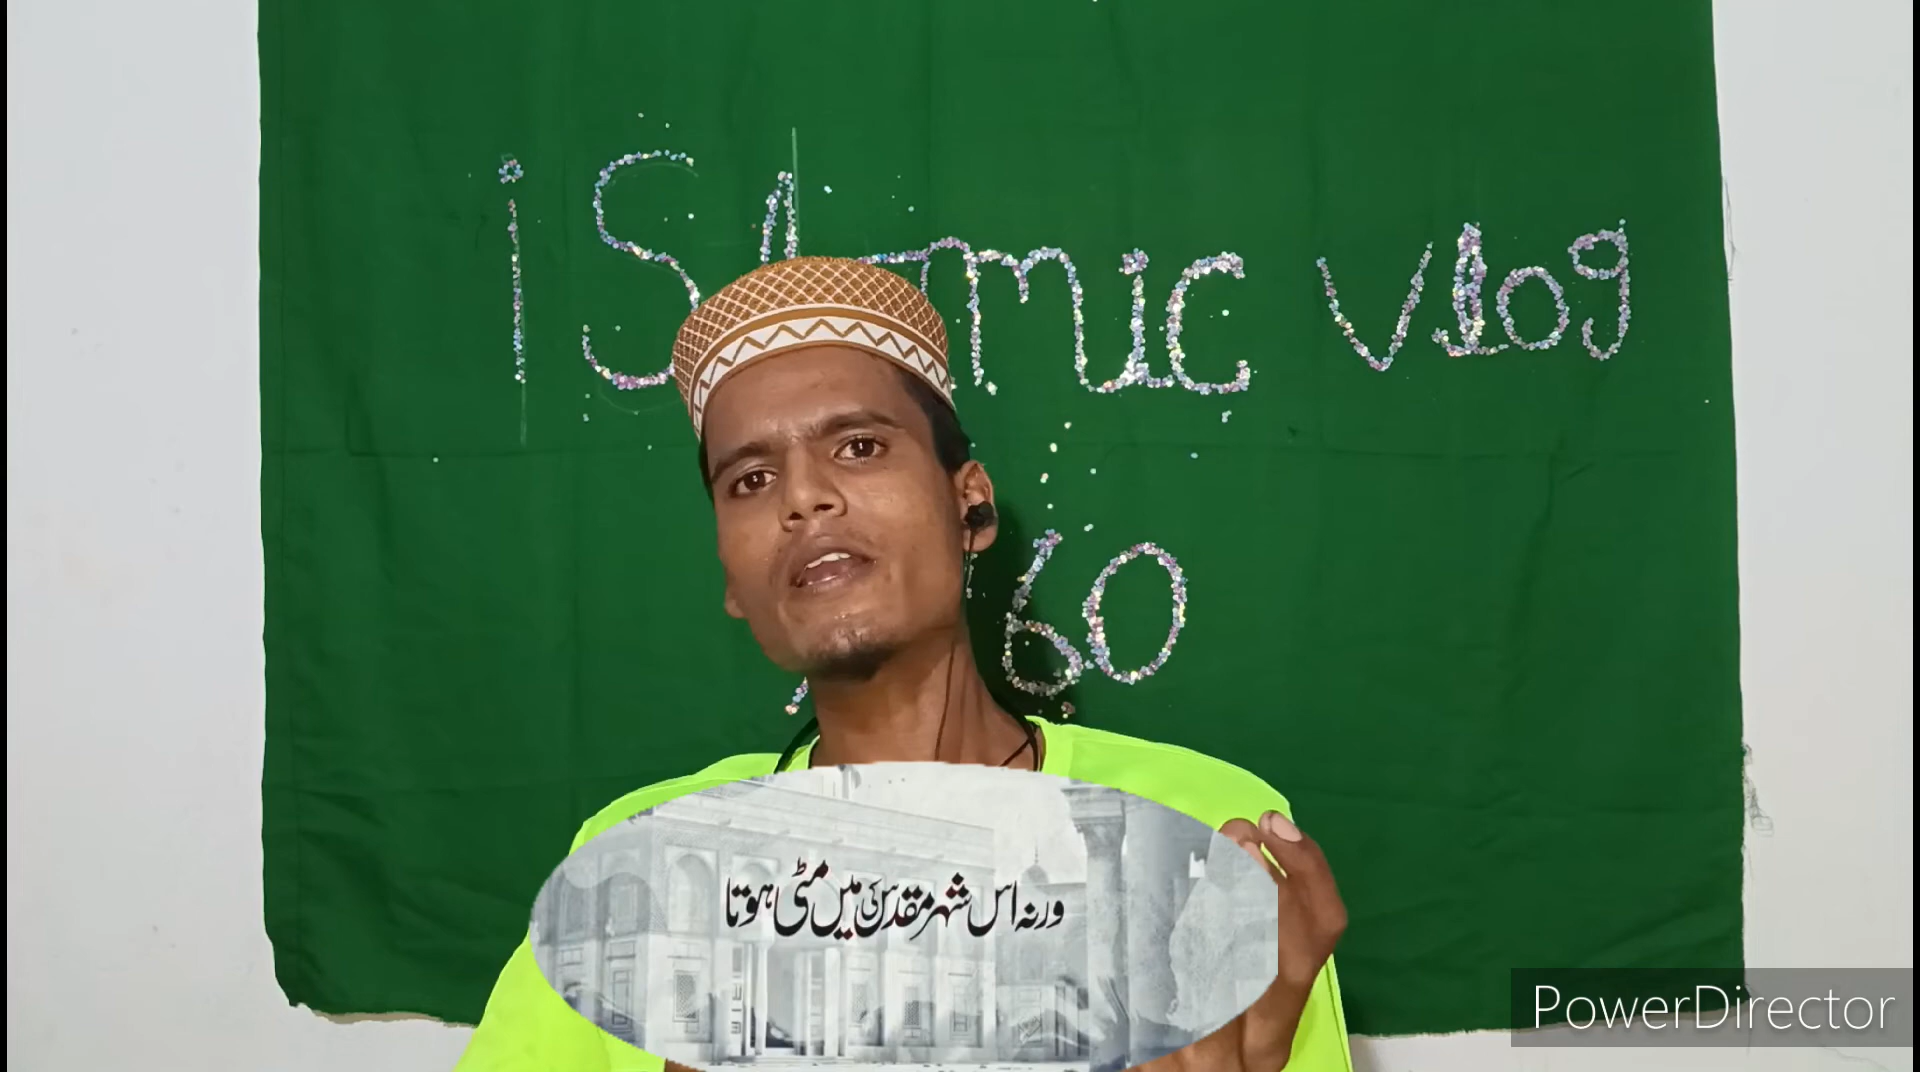 iSlamic vlog
60
ورنہ اس شہر مقدس کی میں مٹی ہوتا
PowerDirector